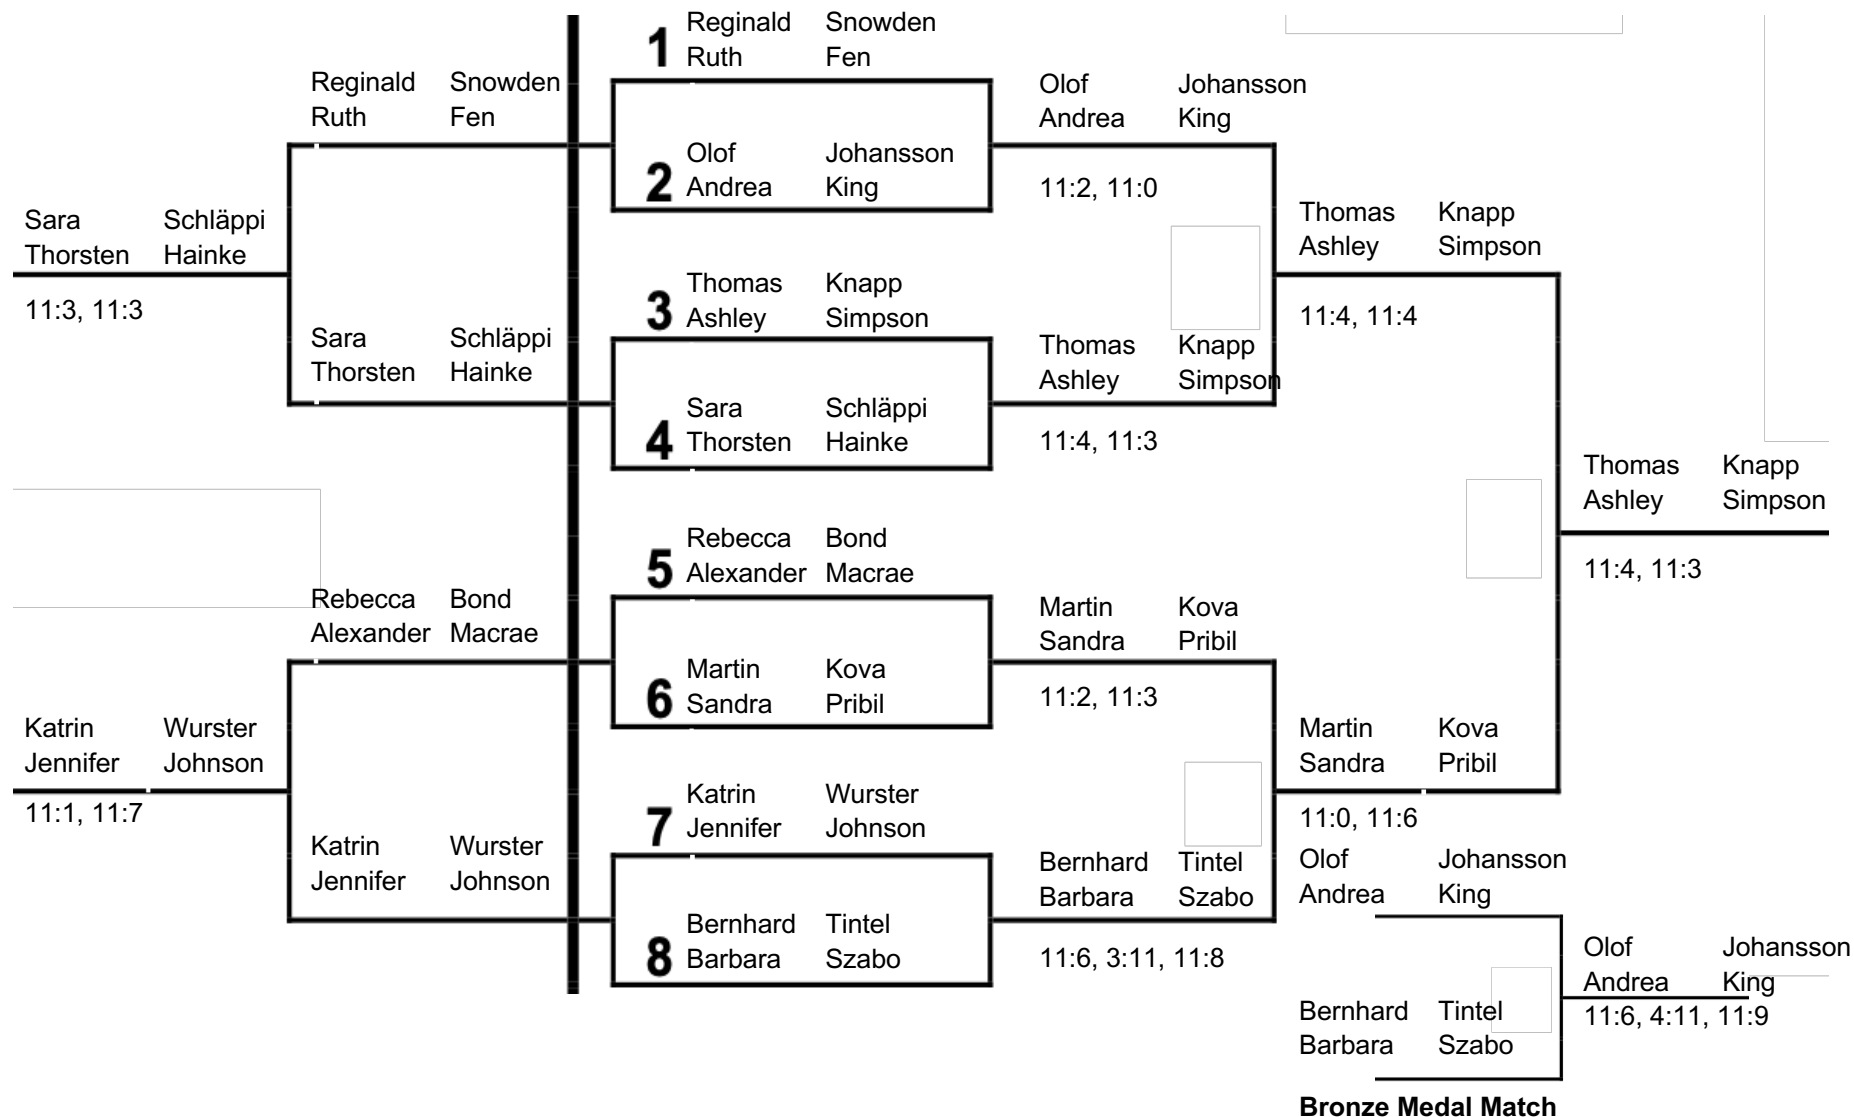 1 Reginald Snowden
Ruth Fen
2 Olof Johansson
Andrea King
3 Thomas Knapp
Ashley Simpson
4 Sara Schläppi
Thorsten Hainke
5 Rebecca Bond
Alexander Macrae
6 Martin Kova
Sandra Pribil
7 Katrin Wurster
Jennifer Johnson
8 Bernhard Tintel
Barbara Szabo
Reginald Snowden
Ruth Fen
Sara Schläppi
Thorsten Hainke
Rebecca Bond
Alexander Macrae
Katrin Wurster
Jennifer Johnson
Sara Schläppi
Thorsten Hainke
11:3, 11:3
Katrin Wurster
Jennifer Johnson
11:1, 11:7
Olof Johansson
Andrea King
11:2, 11:0
Thomas Knapp
Ashley Simpson
11:4, 11:3
Martin Kova
Sandra Pribil
11:2, 11:3
Bernhard Tintel
Barbara Szabo
11:6, 3:11, 11:8
Thomas Knapp
Ashley Simpson
11:4, 11:4
Martin Kova
Sandra Pribil
11:0, 11:6
Thomas Knapp
Ashley Simpson
11:4, 11:3
Olof Johansson
Andrea King
Bernhard Tintel
Barbara Szabo
Olof Johansson
Andrea King
11:6, 4:11, 11:9
Bronze Medal Match